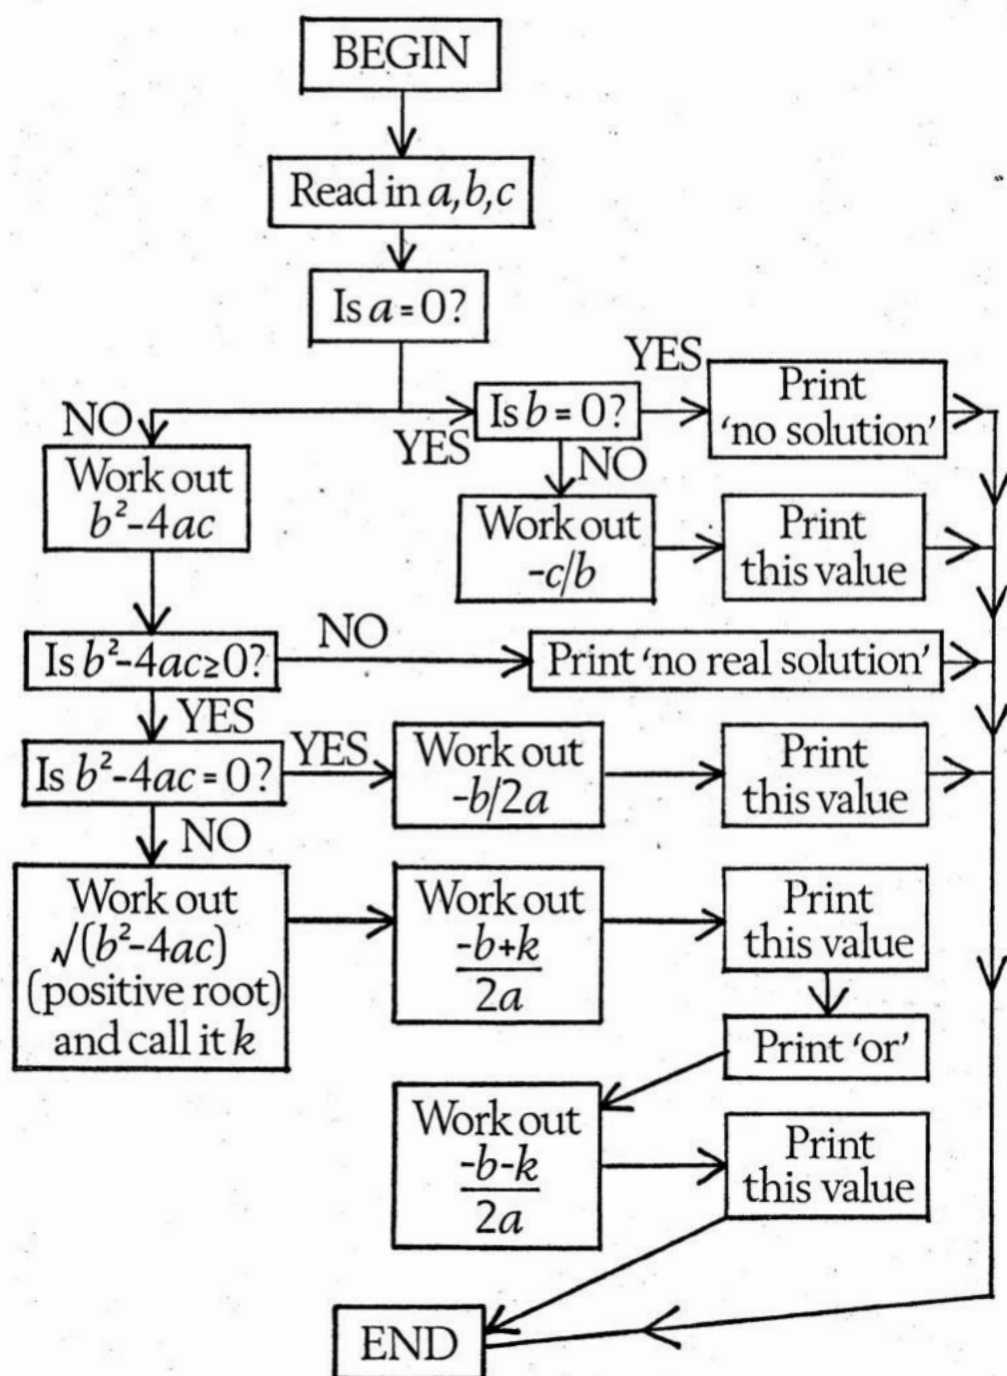 BEGIN
Read in a, b, c
Is a = 0?
YES
NO
YES
Is b = 0?
Print
'no solution'
NO
Work out
b²-4ac
Work out
-c/b
Print
this value
Is b²-4ac≥0?
NO
Print 'no real solution'
YES
Is b²-4ac = 0?
YES
Work out
-b/2a
Print
this value
NO
Work out
√(b²-4ac)
(positive root)
and call it k
Work out
-b+k
2a
Print
this value
Print 'or'
Work out
-b-k
2a
Print
this value
END